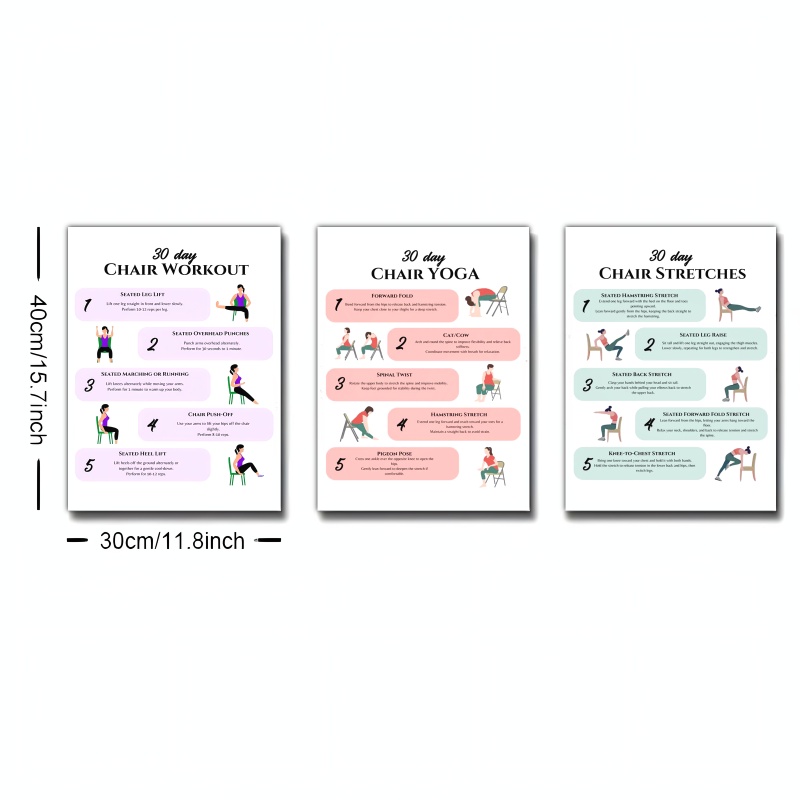 40cm/15.7inch
30cm/11.8inch
30 day
CHAIR WORKOUT
1
SEATED LEG LIFT
Lift one leg straight in front and lower slowly.
Perform 10-12 reps per leg.
2
SEATED OVERHEAD PUNCHES
Punch arms overhead alternately.
Perform for 30 seconds to 1 minute.
3
SEATED MARCHING OR RUNNING
Lift knees alternately while moving your arms.
Perform for 1 minute to warm up your body.
4
CHAIR PUSH-OFF
Use your arms to lift your hips off the chair
slightly.
Perform 8-10 reps.
5
SEATED HEEL LIFT
Lift heels off the ground alternately or
together for a gentle cooldown.
Perform for 10-12 reps.
30 day
CHAIR YOGA
1
FORWARD FOLD
Bend forward from the hips to release back and hamstring tension.
Keep your chest close to your thighs for a deep stretch.
2
CAT/COW
Arch and round the spine to improve flexibility and relieve back
stiffness.
Coordinate movement with breath for relaxation.
3
SPINAL TWIST
Rotate the upper body to stretch the spine and improve mobility.
Keep feet grounded for stability during the twist.
4
HAMSTRING STRETCH
Extend one leg forward and reach toward your toes for a
hamstring stretch.
Maintain a straight back to avoid strain.
5
PIGEON POSE
Cross one ankle over the opposite knee to open the
hips.
Gently lean forward to deepen the stretch if
comfortable.
30 day
CHAIR STRETCHES
1
SEATED HAMSTRING STRETCH
Extend one leg forward with the heel on the floor and toes
pointing upward.
Lean forward gently from the hips, keeping the back straight to
stretch the hamstring.
2
SEATED LEG RAISE
Sit tall and lift one leg straight out, engaging the thigh muscles.
Lower slowly, repeating for both legs to strengthen and stretch.
3
SEATED BACK STRETCH
Clasp your hands behind your head and sit tall.
Gently arch your back while pulling your elbows back to stretch
the upper back.
4
SEATED FORWARD FOLD STRETCH
Lean forward from the hips, letting your arms hang toward the
floor.
Relax your neck, shoulders, and back to release tension and stretch
the spine.
5
KNEE-TO-CHEST STRETCH
Bring one knee toward your chest and hold it with both hands.
Hold the stretch to release tension in the lower back and hips, then
switch legs.